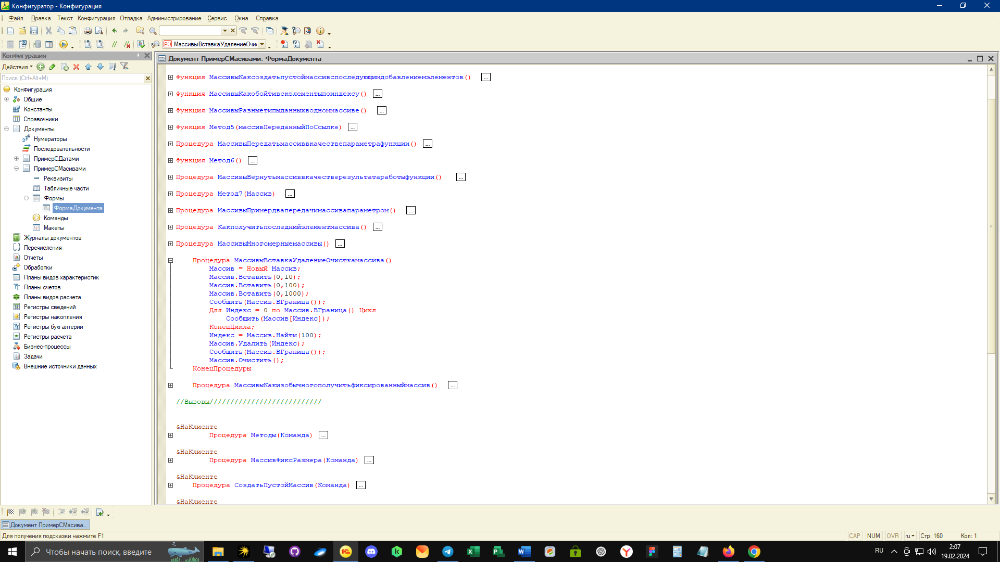 Конфигуратор - Конфигурация
Файл Правка Текст Конфигурация Отладка Администрирование Сервис Окна Справка
МассивыВставкаУдалениеОчи
Конфигурация
Действия
Поиск (Ctrl+Alt+M)
Конфигурация
Общие
Константы
Справочники
Документы
Нумераторы
Последовательности
ПримерСДатами
ПримерСМасивами
Реквизиты
Табличные части
Формы
ФормаДокумента
Команды
Макеты
Журналы документов
Перечисления
Отчеты
Обработки
Планы видов характеристик
Планы счетов
Планы видов расчета
Регистры сведений
Регистры накопления
Регистры бухгалтерии
Регистры расчета
Бизнес-процессы
Задачи
Внешние источники данных
Документ ПримерСМасивами: ФормаДокумента
Функция МассивыКаксоздатьпустоймассивспоследующимдобавлениемэлементов() ...
Функция МассивыКакобойтивскэлементыпоиндексу() ...
Функция МассивыРазныетипыданныхводноммассиве() ...
Функция Метод5(массивПереданныйПоСсылке) ...
Процедура МассивыПередатьмассиввкачествепараметрафункции() ...
Функция Метод6() ...
Процедура МассивыВернутьмассиввкачестверезультатаработыфункции() ...
Процедура Метод7(Массив) ...
Процедура МассивыПримердвапередачимассивапараметром() ...
Процедура Какполучитьпоследнийэлементмассива() ...
Процедура МассивыМногомерныемассивы() ...
Процедура МассивыВставкаУдалениеОчисткамассива()
Массив = Новый Массив;
Массив.Вставить(0,10);
Массив.Вставить(0,100);
Массив.Вставить(0,1000);
Сообщить(Массив.ВГраница());
Для Индекс = 0 по Массив.ВГраница() Цикл
Сообщить(Массив[Индекс]);
КонецЦикла;
Индекс = Массив.Найти(100);
Массив.Удалить(Индекс);
Сообщить(Массив.ВГраница());
Массив.Очистить();
КонецПроцедуры
Процедура МассивыКакизобычногополучитьфиксированныймассив() ...
//Вызовы///////////////////////////
&НаКлиенте
Процедура Методы(Команда) ...
&НаКлиенте
Процедура МассивФиксРазмера(Команда) ...
&НаКлиенте
Процедура СоздатьПустойМассив(Команда) ...
&НаКлиенте
Документ ПримерСМасива...
Для получения подсказки нажмите F1
CAP NUM OVR ru Стр: 160 Кол: 1
Чтобы начать поиск, введите
RU
2:07
19.02.2024